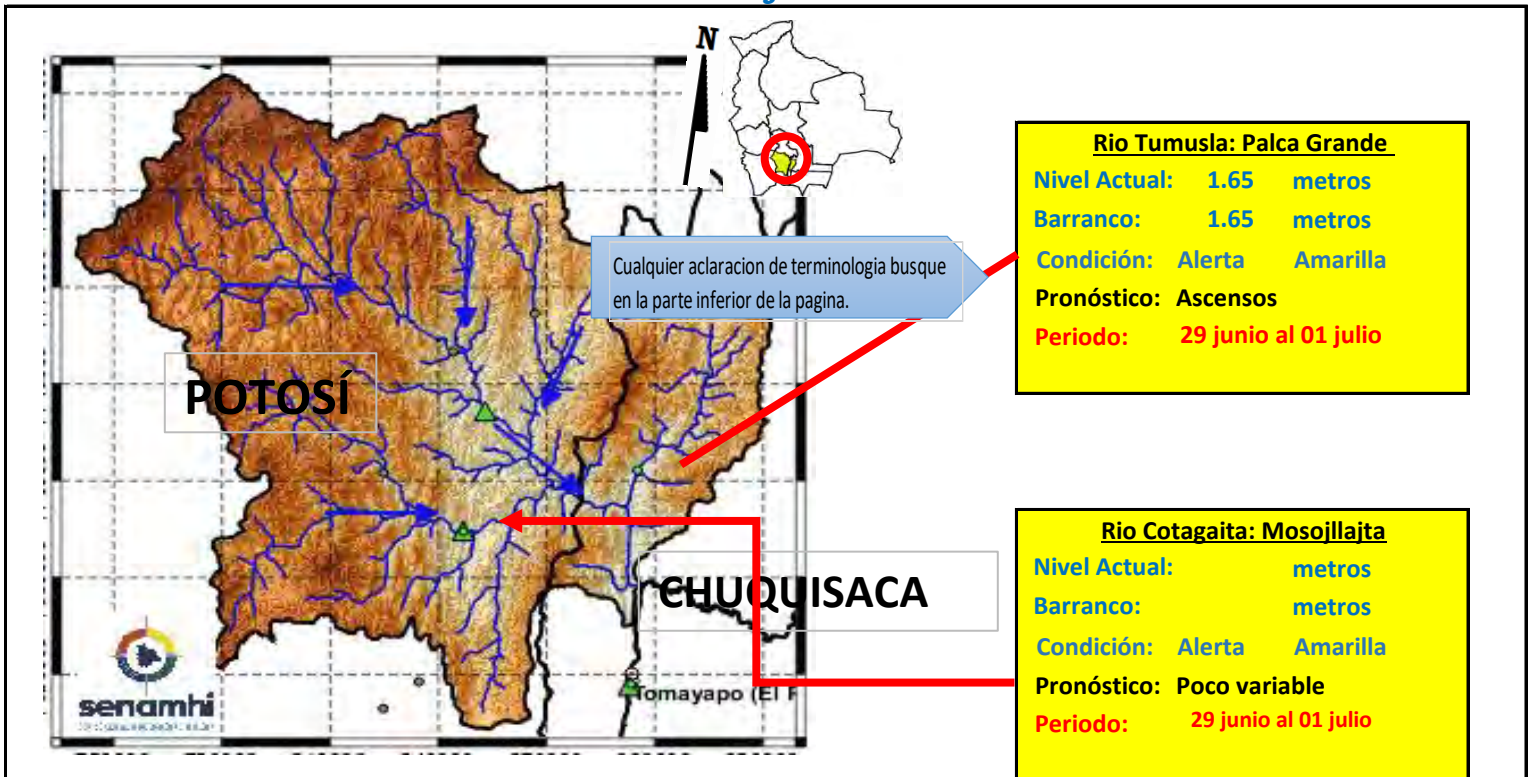 N
Rio Tumusla: Palca Grande
Nivel Actual: 1.65 metros
Barranco: 1.65 metros
Condición: Alerta Amarilla
Pronóstico: Ascensos
Periodo: 29 junio al 01 julio
Cualquier aclaracion de terminologia busque
en la parte inferior de la pagina.
POTOSÍ
CHUQUISACA
Rio Cotagaita: Mosojllajta
Nivel Actual: metros
Barranco: metros
Condición: Alerta Amarilla
Pronóstico: Poco variable
Periodo: 29 junio al 01 julio
senamhi
Tomayapo (El